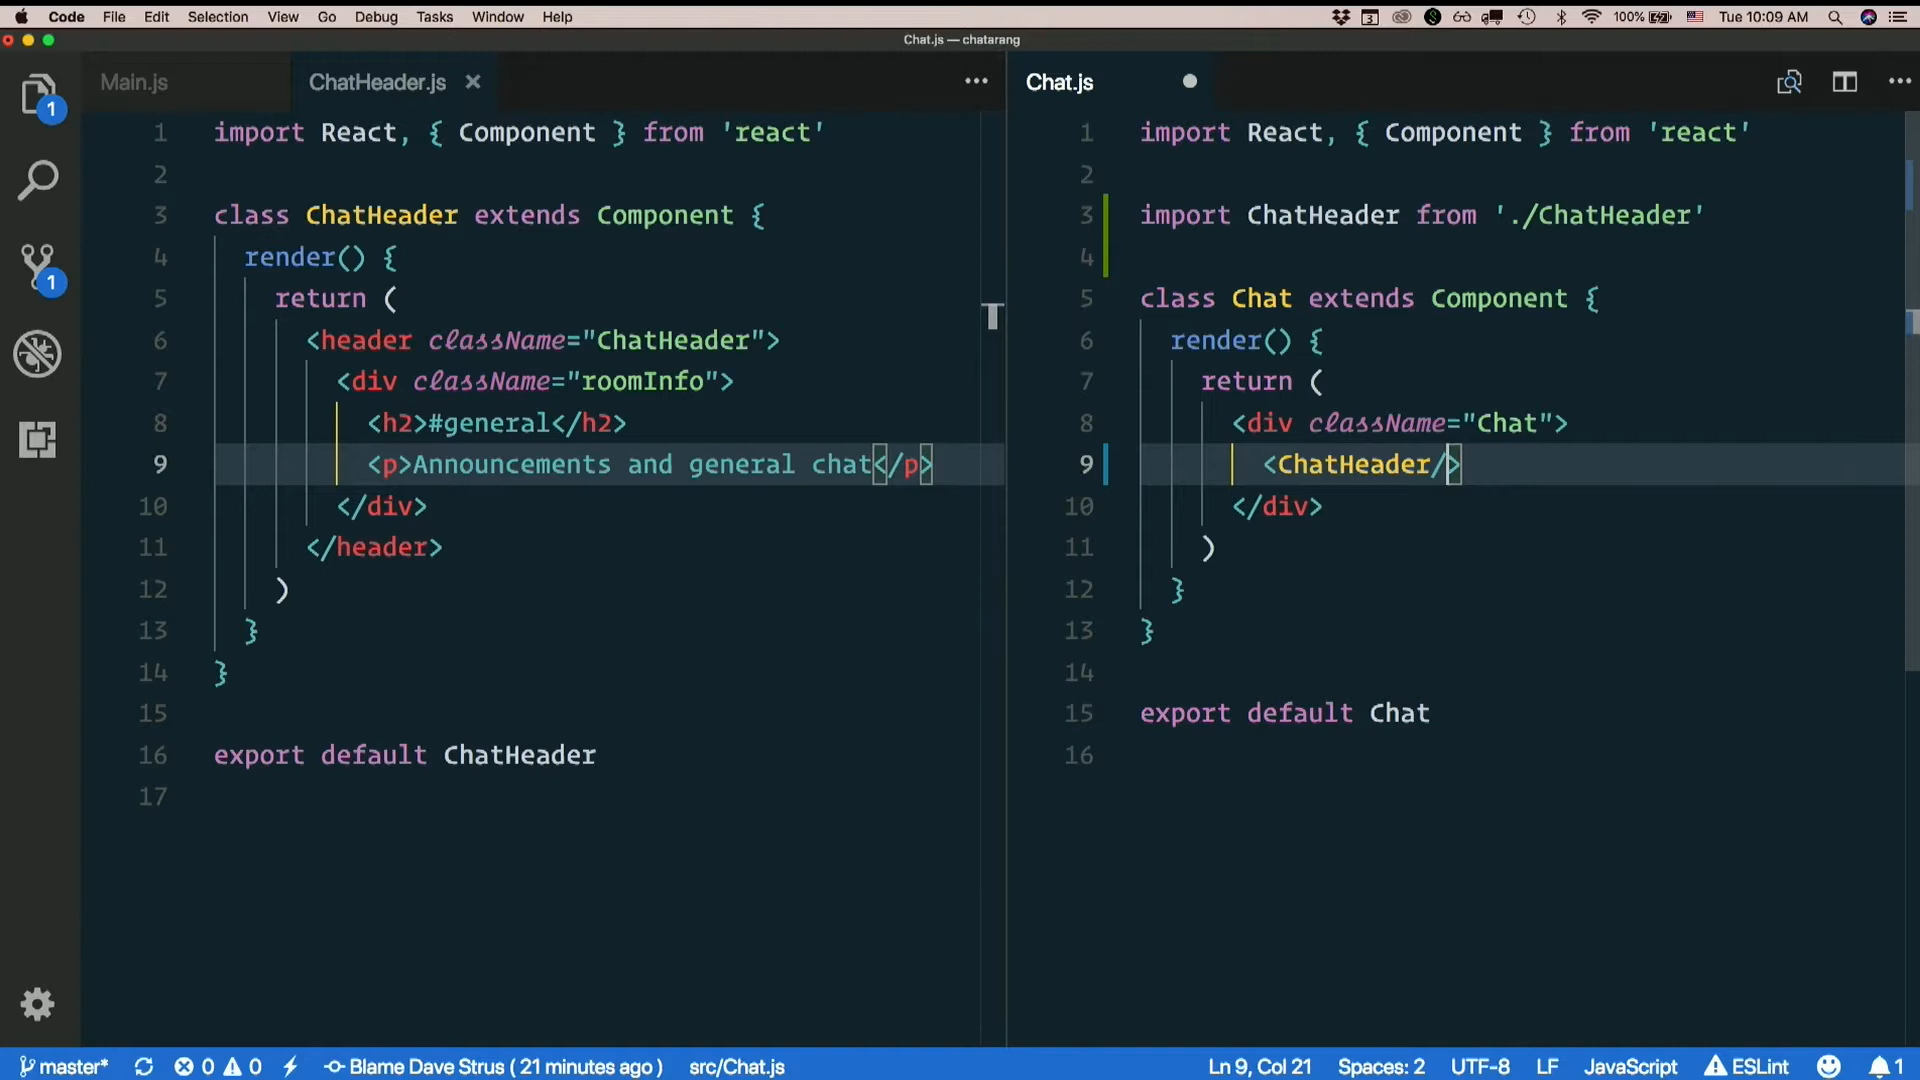 Code File Edit Selection View Go Debug Tasks Window Help
3 S 100% Tue 10:09 AM
Chat.js — chatarang
Main.js ChatHeader.js
1 import React, { Component } from 'react'
2
3 class ChatHeader extends Component {
4 render() {
5 return (
6 <header className="ChatHeader">
7 <div className="roomInfo">
8 <h2>#general</h2>
9 <p>Announcements and general chat</p>
10 </div>
11 </header>
12 )
13 }
14 }
15
16 export default ChatHeader
17
Chat.js
1 import React, { Component } from 'react'
2
3 import ChatHeader from './ChatHeader'
4
5 class Chat extends Component {
6 render() {
7 return (
8 <div className="Chat">
9 <ChatHeader/>
10 </div>
11 )
12 }
13 }
14
15 export default Chat
16
1
1
master* 0 0 Blame Dave Strus ( 21 minutes ago ) src/Chat.js Ln 9, Col 21 Spaces: 2 UTF-8 LF JavaScript ESLint 1